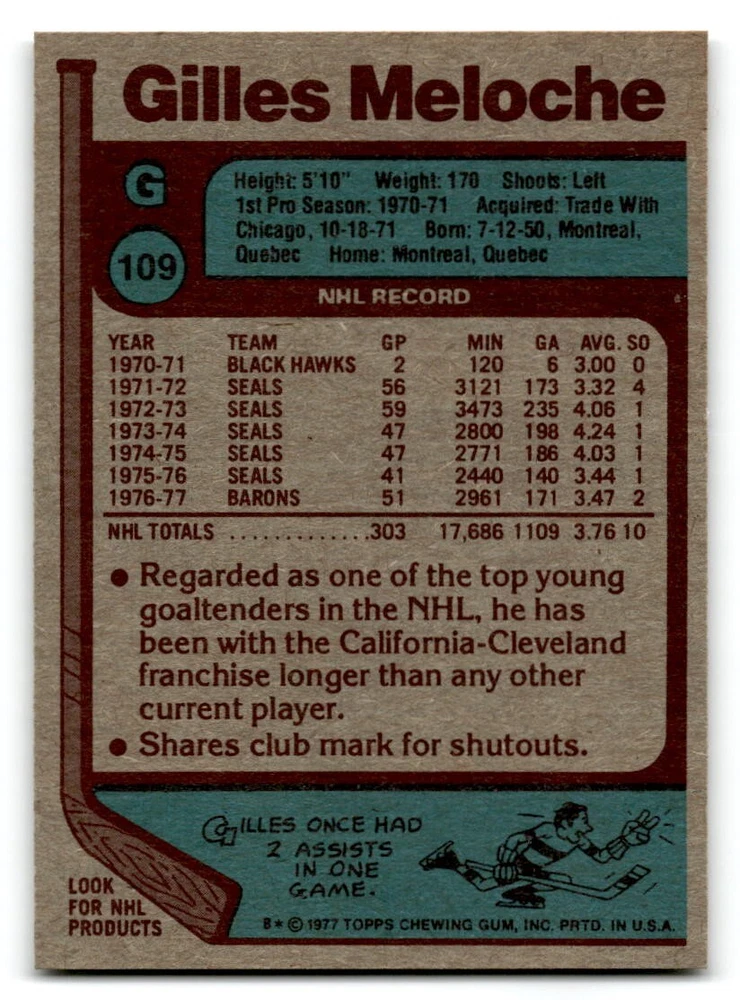 Gilles Meloche
G
109
Height: 5'10" Weight: 170 Shoots: Left
1st Pro Season: 1970-71 Acquired: Trade With
Chicago, 10-18-71 Born: 7-12-50, Montreal,
Quebec Home: Montreal, Quebec
NHL RECORD
YEAR TEAM GP MIN GA AVG. SO
1970-71 BLACK HAWKS 2 120 6 3.00 0
1971-72 SEALS 56 3121 173 3.32 4
1972-73 SEALS 59 3473 235 4.06 1
1973-74 SEALS 47 2800 198 4.24 1
1974-75 SEALS 47 2771 186 4.03 1
1975-76 SEALS 41 2440 140 3.44 1
1976-77 BARONS 51 2961 171 3.47 2
NHL TOTALS .............303 17,686 1109 3.76 10
● Regarded as one of the top young
goaltenders in the NHL, he has
been with the California-Cleveland
franchise longer than any other
current player.
● Shares club mark for shutouts.
GILLES ONCE HAD
2 ASSISTS
IN ONE
GAME.
LOOK
FOR NHL
PRODUCTS
B* © 1977 TOPPS CHEWING GUM, INC. PRTD. IN U.S.A.